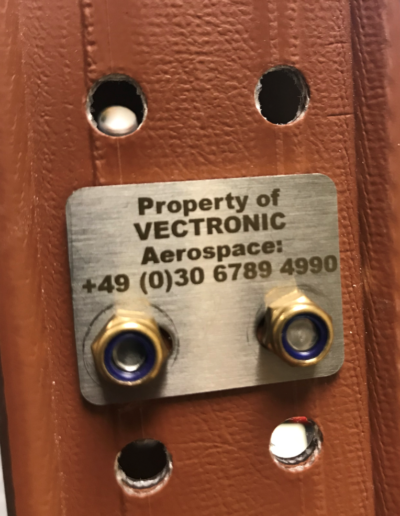 Property of
VECTRONIC
Aerospace:
+49 (0)30 6789 4990